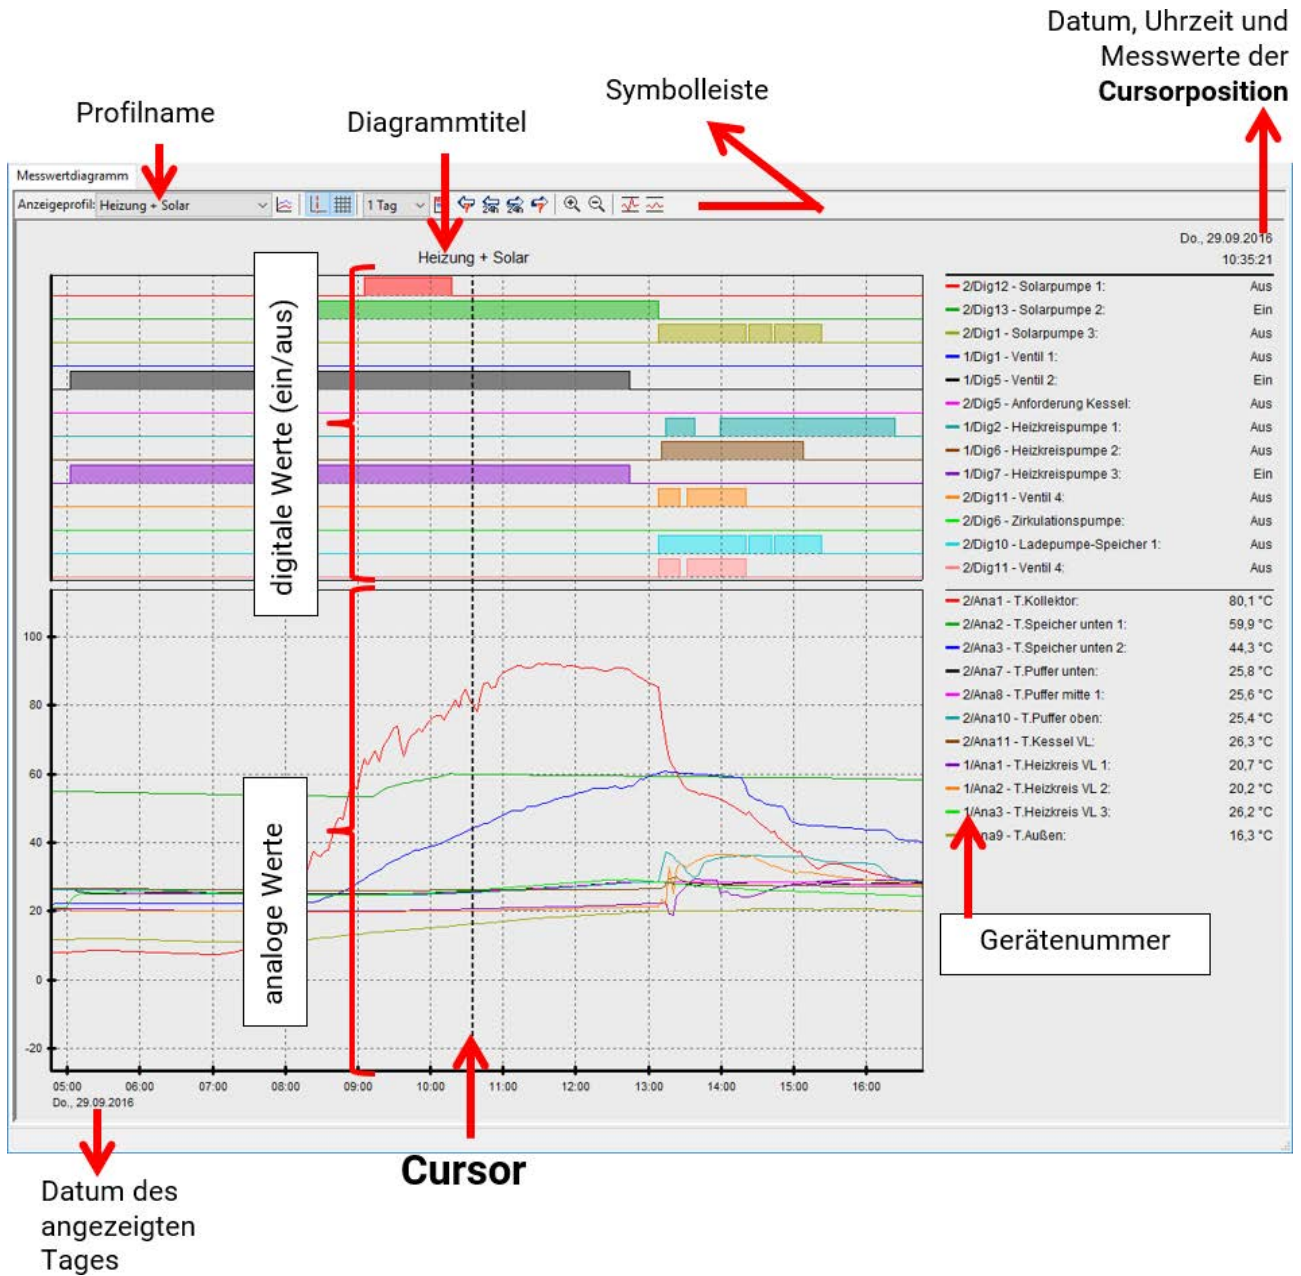 Datum, Uhrzeit und
Messwerte der
Cursorposition
Symbolleiste
Profilname
Diagrammtitel
Messwertdiagramm
Anzeigeprofil: Heizung + Solar
1 Tag
24h 24h
Do., 29.09.2016
10:35:21
Heizung + Solar
digitale Werte (ein/aus)
2/Dig12 - Solarpumpe 1: Aus
2/Dig13 - Solarpumpe 2: Ein
2/Dig1 - Solarpumpe 3: Aus
1/Dig1 - Ventil 1: Aus
1/Dig5 - Ventil 2: Ein
2/Dig5 - Anforderung Kessel: Aus
1/Dig2 - Heizkreispumpe 1: Aus
1/Dig6 - Heizkreispumpe 2: Aus
1/Dig7 - Heizkreispumpe 3: Ein
2/Dig11 - Ventil 4: Aus
2/Dig6 - Zirkulationspumpe: Aus
2/Dig10 - Ladepumpe-Speicher 1: Aus
2/Dig11 - Ventil 4: Aus
2/Ana1 - T.Kollektor: 80,1 °C
2/Ana2 - T.Speicher unten 1: 59,9 °C
2/Ana3 - T.Speicher unten 2: 44,3 °C
2/Ana7 - T.Puffer unten: 25,8 °C
2/Ana8 - T.Puffer mitte 1: 25,6 °C
2/Ana10 - T.Puffer oben: 25,4 °C
2/Ana11 - T.Kessel VL: 26,3 °C
1/Ana1 - T.Heizkreis VL 1: 20,7 °C
1/Ana2 - T.Heizkreis VL 2: 20,2 °C
1/Ana3 - T.Heizkreis VL 3: 26,2 °C
T.Außen: 16,3 °C
100
80
60
40
20
0
-20
analoge Werte
Gerätenummer
05:00 06:00 07:00 08:00 09:00 10:00 11:00 12:00 13:00 14:00 15:00 16:00
Do., 29.09.2016
Cursor
Datum des
angezeigten
Tages